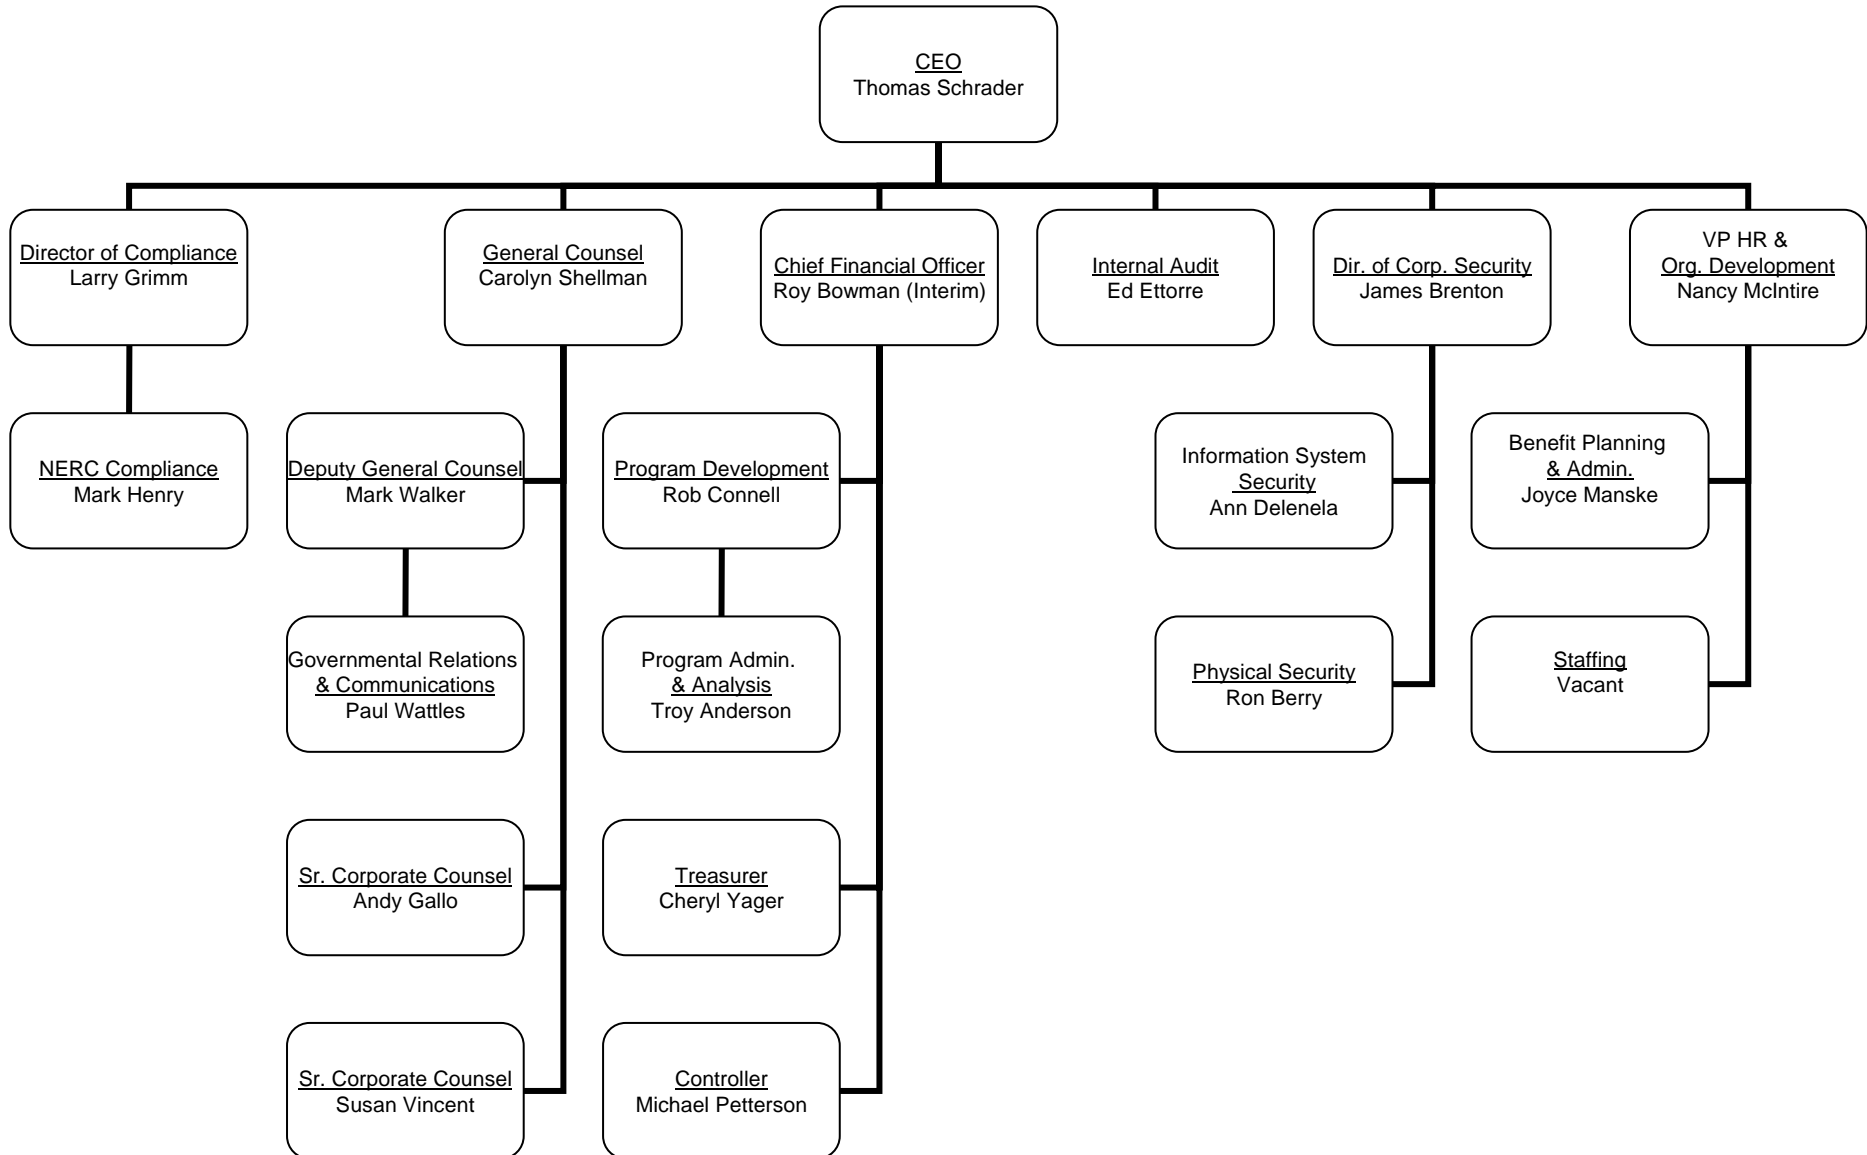 CEO
Thomas Schrader
Director of Compliance
Larry Grimm
General Counsel
Carolyn Shellman
Chief Financial Officer
Roy Bowman (Interim)
Internal Audit
Ed Ettorre
Dir. of Corp. Security
James Brenton
VP HR &
Org. Development
Nancy McIntire
NERC Compliance
Mark Henry
Deputy General Counsel
Mark Walker
Program Development
Rob Connell
Information System
Security
Ann Delenela
Benefit Planning
& Admin.
Joyce Manske
Governmental Relations
& Communications
Paul Wattles
Program Admin.
& Analysis
Troy Anderson
Physical Security
Ron Berry
Staffing
Vacant
Sr. Corporate Counsel
Andy Gallo
Treasurer
Cheryl Yager
Sr. Corporate Counsel
Susan Vincent
Controller
Michael Petterson